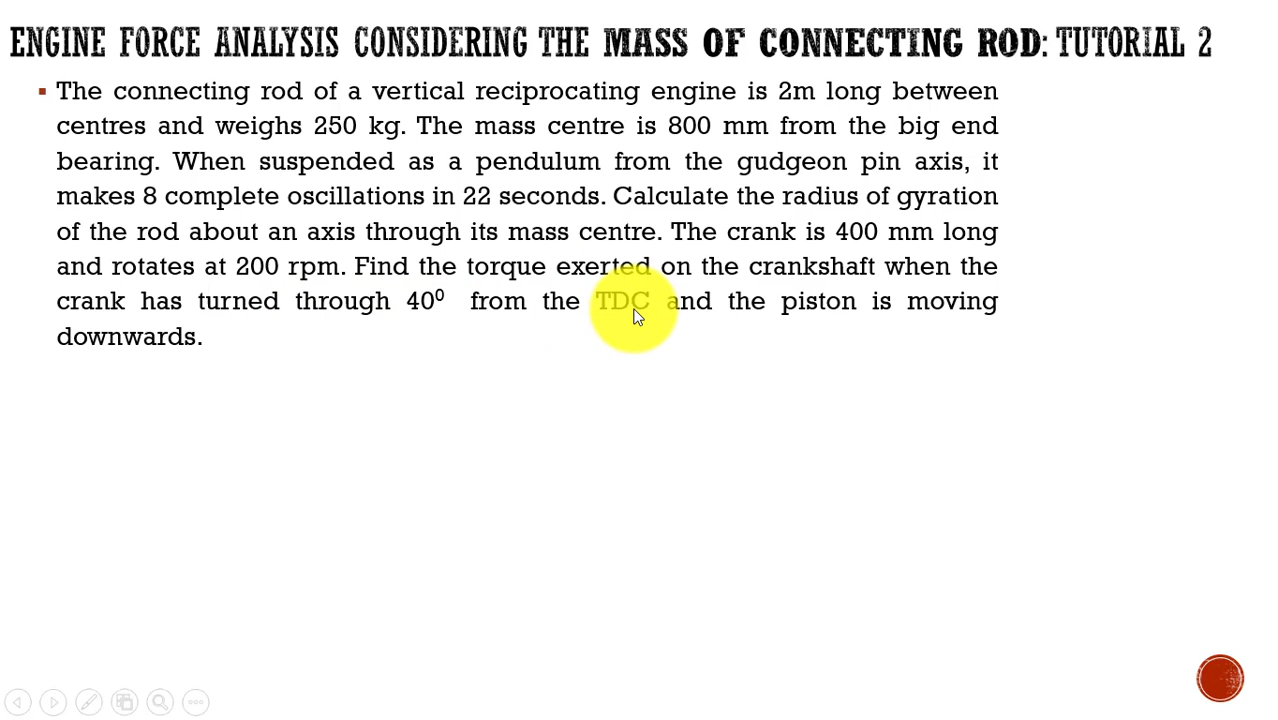 ENGINE FORCE ANALYSIS CONSIDERING THE MASS OF CONNECTING ROD: TUTORIAL 2
▪ The connecting rod of a vertical reciprocating engine is 2m long between
centres and weighs 250 kg. The mass centre is 800 mm from the big end
bearing. When suspended as a pendulum from the gudgeon pin axis, it
makes 8 complete oscillations in 22 seconds. Calculate the radius of gyration
of the rod about an axis through its mass centre. The crank is 400 mm long
and rotates at 200 rpm. Find the torque exerted on the crankshaft when the
crank has turned through 40⁰ from the TDC and the piston is moving
downwards.